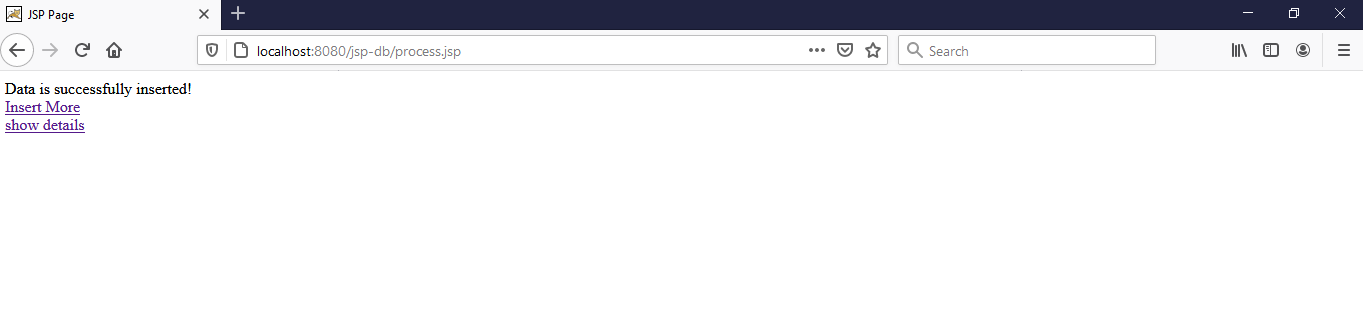 JSP Page
localhost:8080/jsp-db/process.jsp
Search
Data is successfully inserted!
Insert More
show details